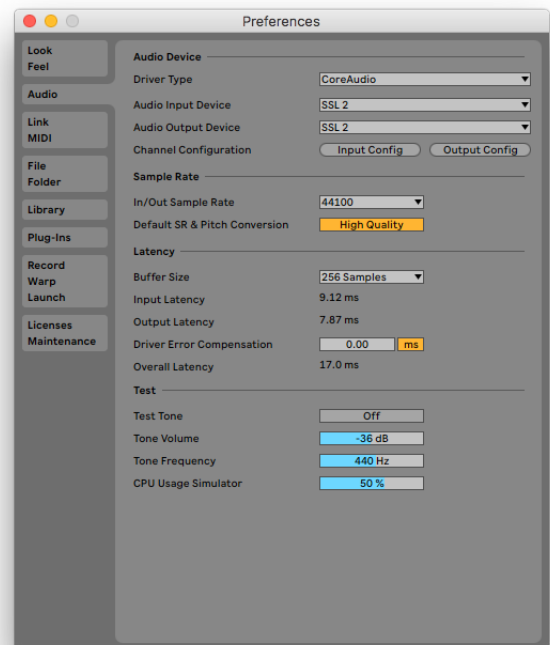 Preferences
Look
Feel
Audio
Link
MIDI
File
Folder
Library
Plug-Ins
Record
Warp
Launch
Licenses
Maintenance
Audio Device
Driver Type CoreAudio
Audio Input Device SSL 2
Audio Output Device SSL 2
Channel Configuration Input Config Output Config
Sample Rate
In/Out Sample Rate 44100
Default SR & Pitch Conversion High Quality
Latency
Buffer Size 256 Samples
Input Latency 9.12 ms
Output Latency 7.87 ms
Driver Error Compensation 0.00 ms
Overall Latency 17.0 ms
Test
Test Tone Off
Tone Volume -36 dB
Tone Frequency 440 Hz
CPU Usage Simulator 50 %